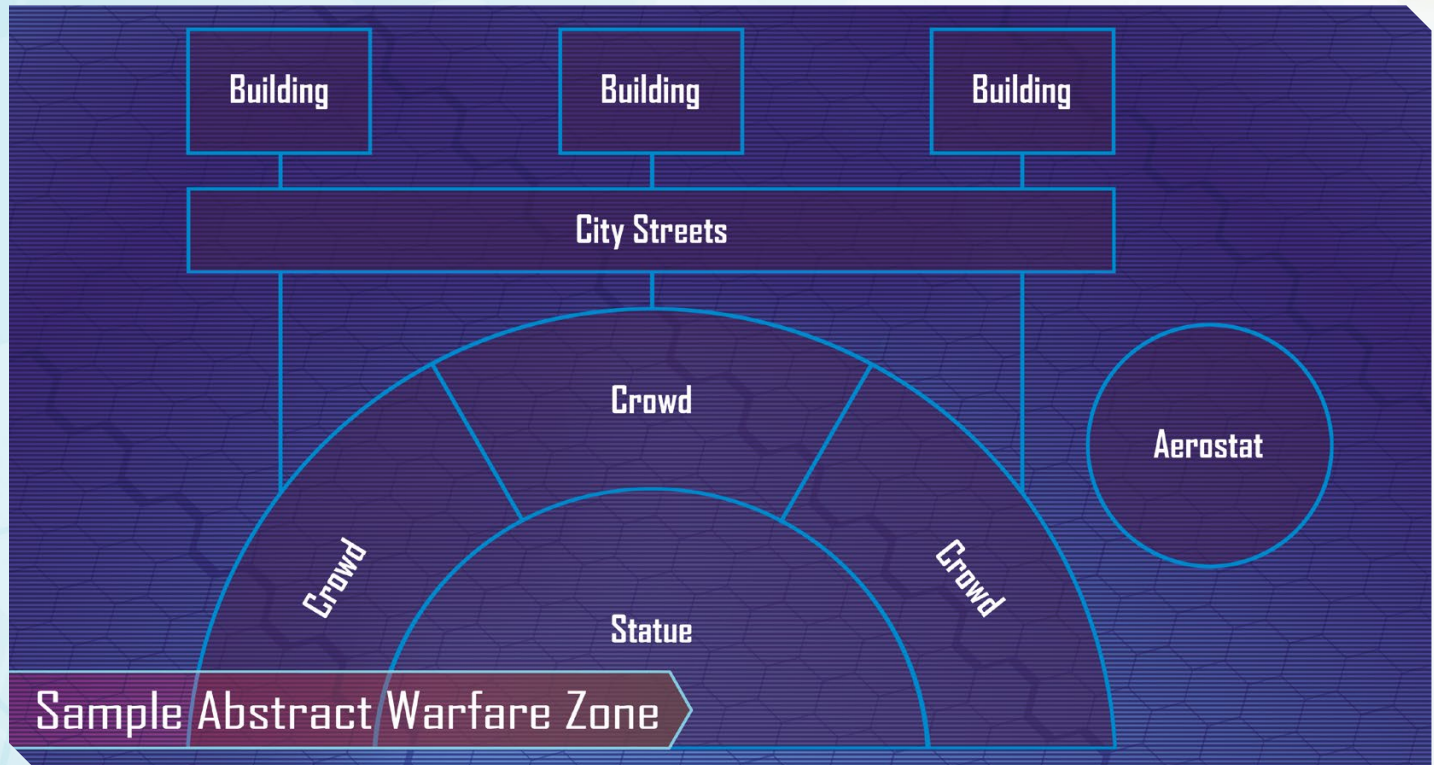 Building
Building
Building
City Streets
Crowd
Aerostat
Crowd
Crowd
Statue
Sample Abstract Warfare Zone